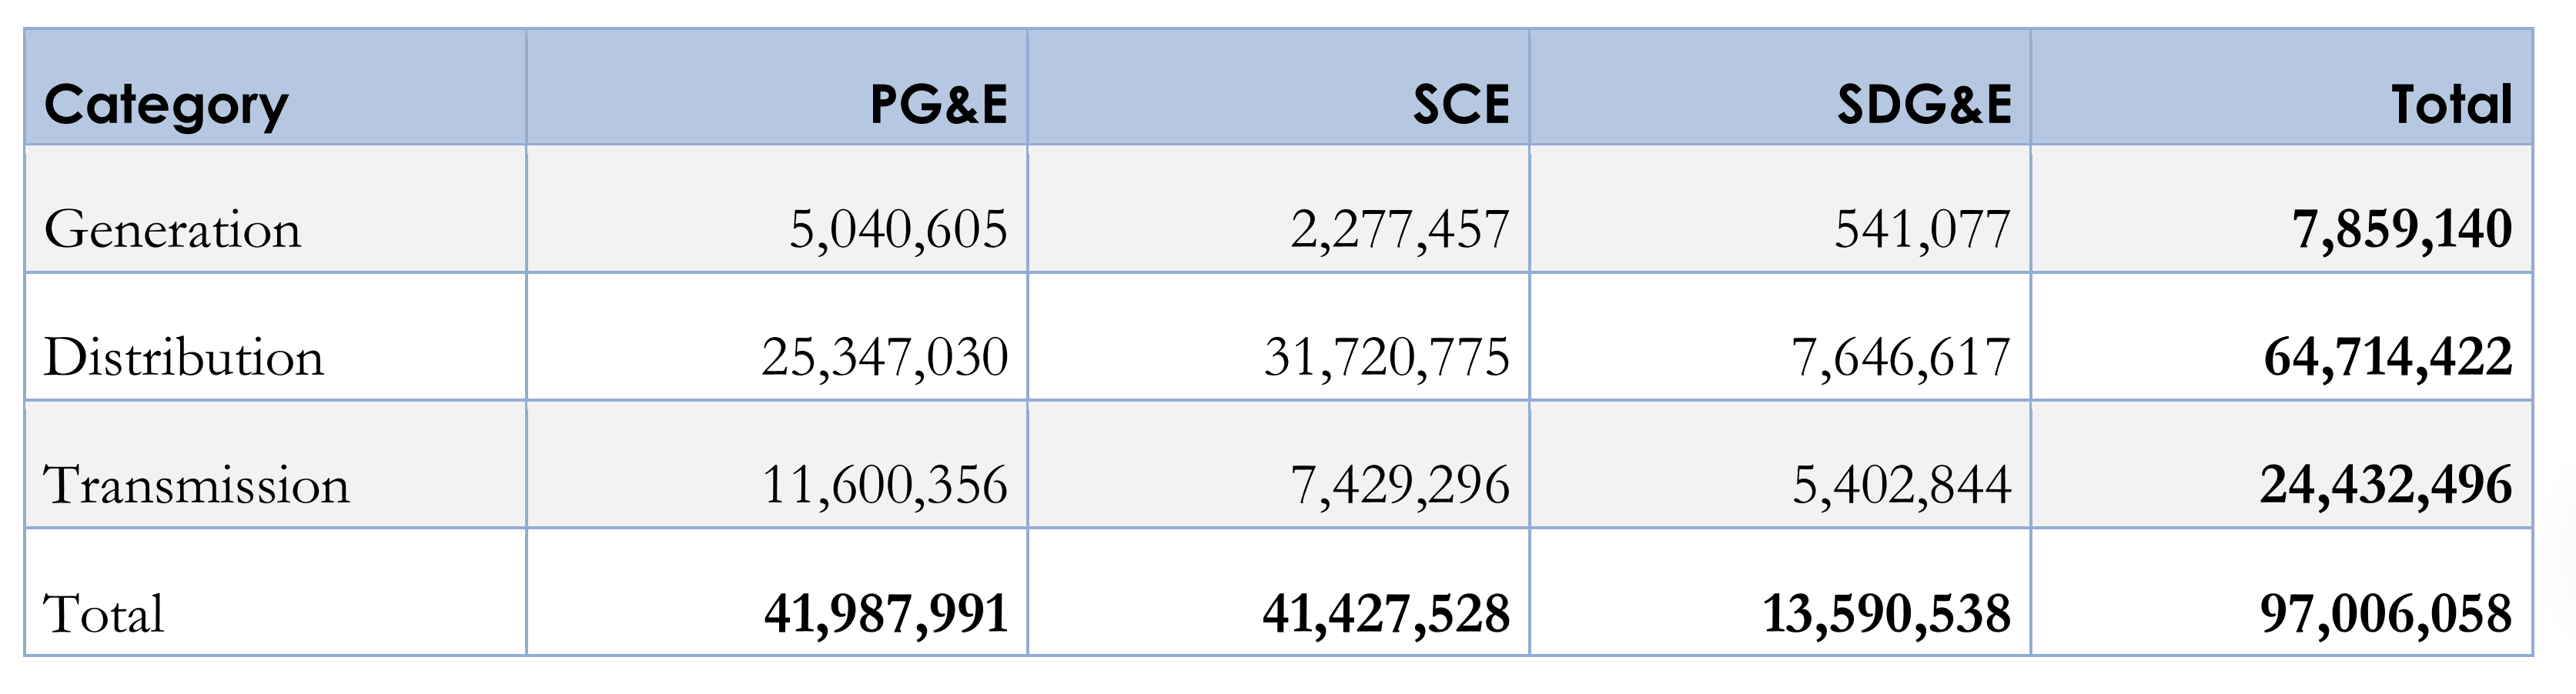 Category PG&E SCE SDG&E Total
Generation 5,040,605 2,277,457 541,077 7,859,140
Distribution 25,347,030 31,720,775 7,646,617 64,714,422
Transmission 11,600,356 7,429,296 5,402,844 24,432,496
Total 41,987,991 41,427,528 13,590,538 97,006,058